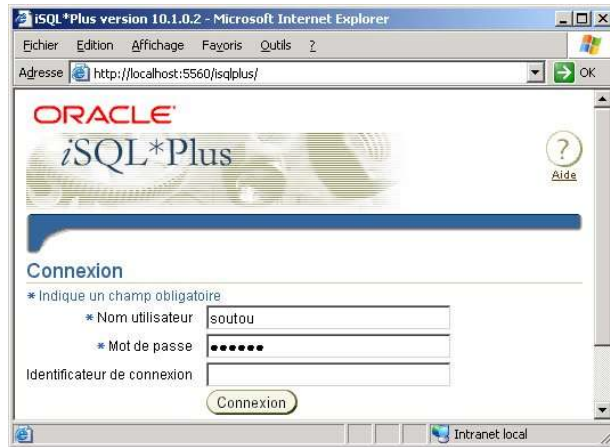 iSQL*Plus version 10.1.0.2 - Microsoft Internet Explorer
Fichier Edition Affichage Favoris Outils ?
Adresse http://localhost:5560/isqlplus/ OK
ORACLE
iSQL*Plus
?
Aide
Connexion
* Indique un champ obligatoire
* Nom utilisateur soutou
* Mot de passe ••••••
Identificateur de connexion
Connexion
Intranet local